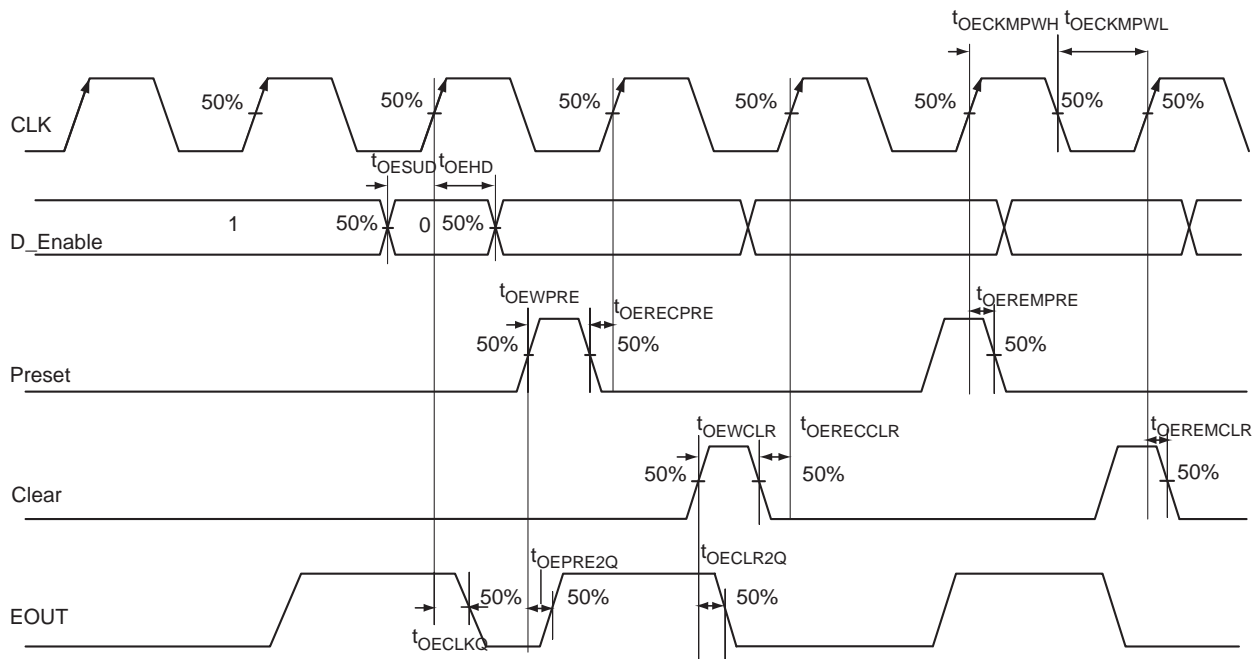 tOECKMPWH tOECKMPWL
CLK 50% 50% 50% 50% 50% 50% 50%
tOESUD tOEHD
D_Enable 1 50% 0 50%
tOEWPRE tOERECPRE tOEREMPRE
Preset 50% 50% 50%
tOEWCLR tOERECCLR tOEREMCLR
Clear 50% 50% 50%
tOEPRE2Q tOECLR2Q
EOUT 50% 50% 50%
tOECLKQ